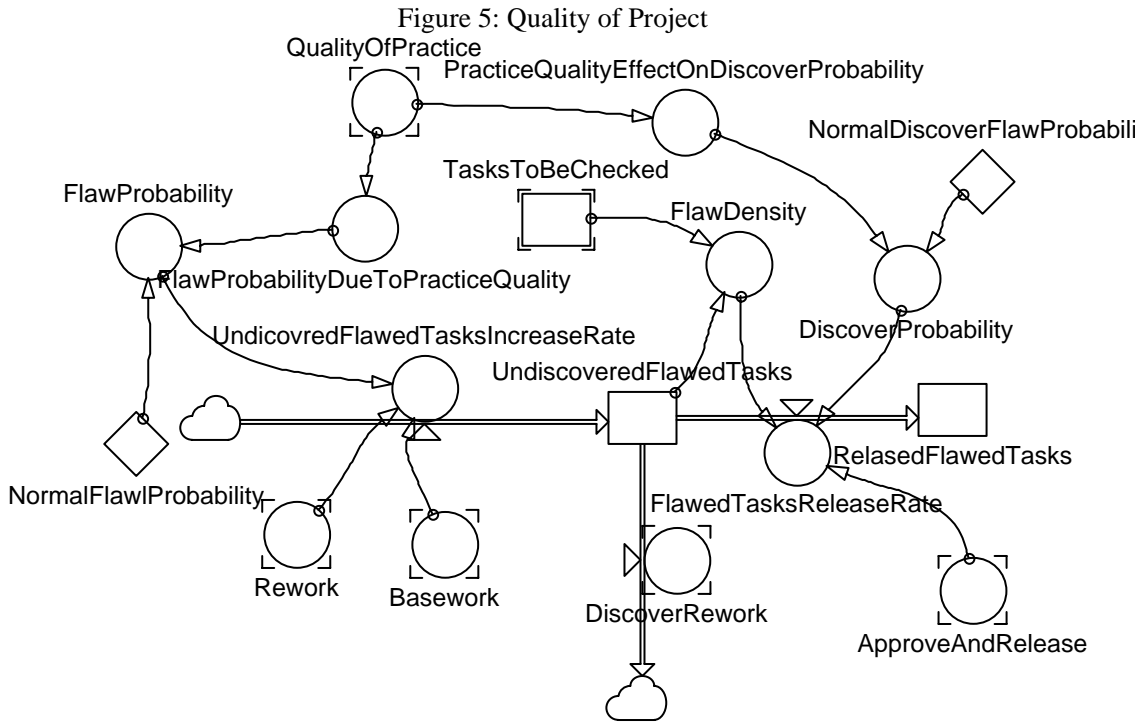 Figure 5: Quality of Project
QualityOfPractice
PracticeQualityEffectOnDiscoverProbability
NormalDiscoverFlawProbabili
TasksToBeChecked
FlawProbability
FlawDensity
FlawProbabilityDueToPracticeQuality
UndicovredFlawedTasksIncreaseRate
DiscoverProbability
UndiscoveredFlawedTasks
RelasedFlawedTasks
NormalFlawlProbability
FlawedTasksReleaseRate
Rework
Basework
DiscoverRework
ApproveAndRelease